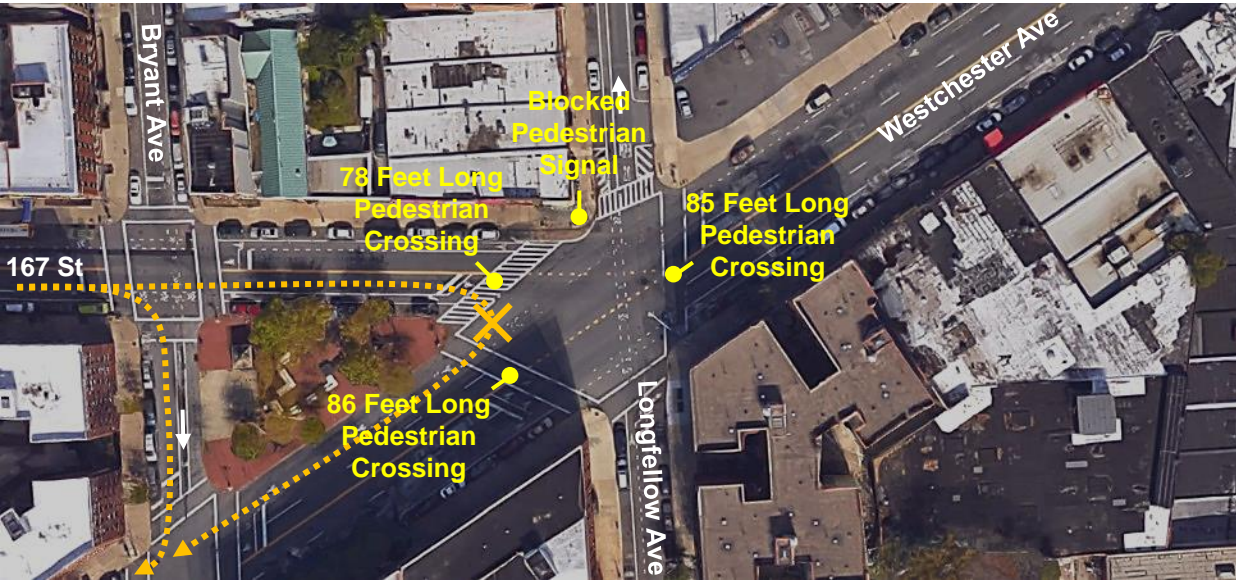 Bryant Ave
Westchester Ave
Blocked
Pedestrian
Signal
78 Feet Long
Pedestrian
Crossing
85 Feet Long
Pedestrian
Crossing
167 St
86 Feet Long
Pedestrian
Crossing
Longfellow Ave